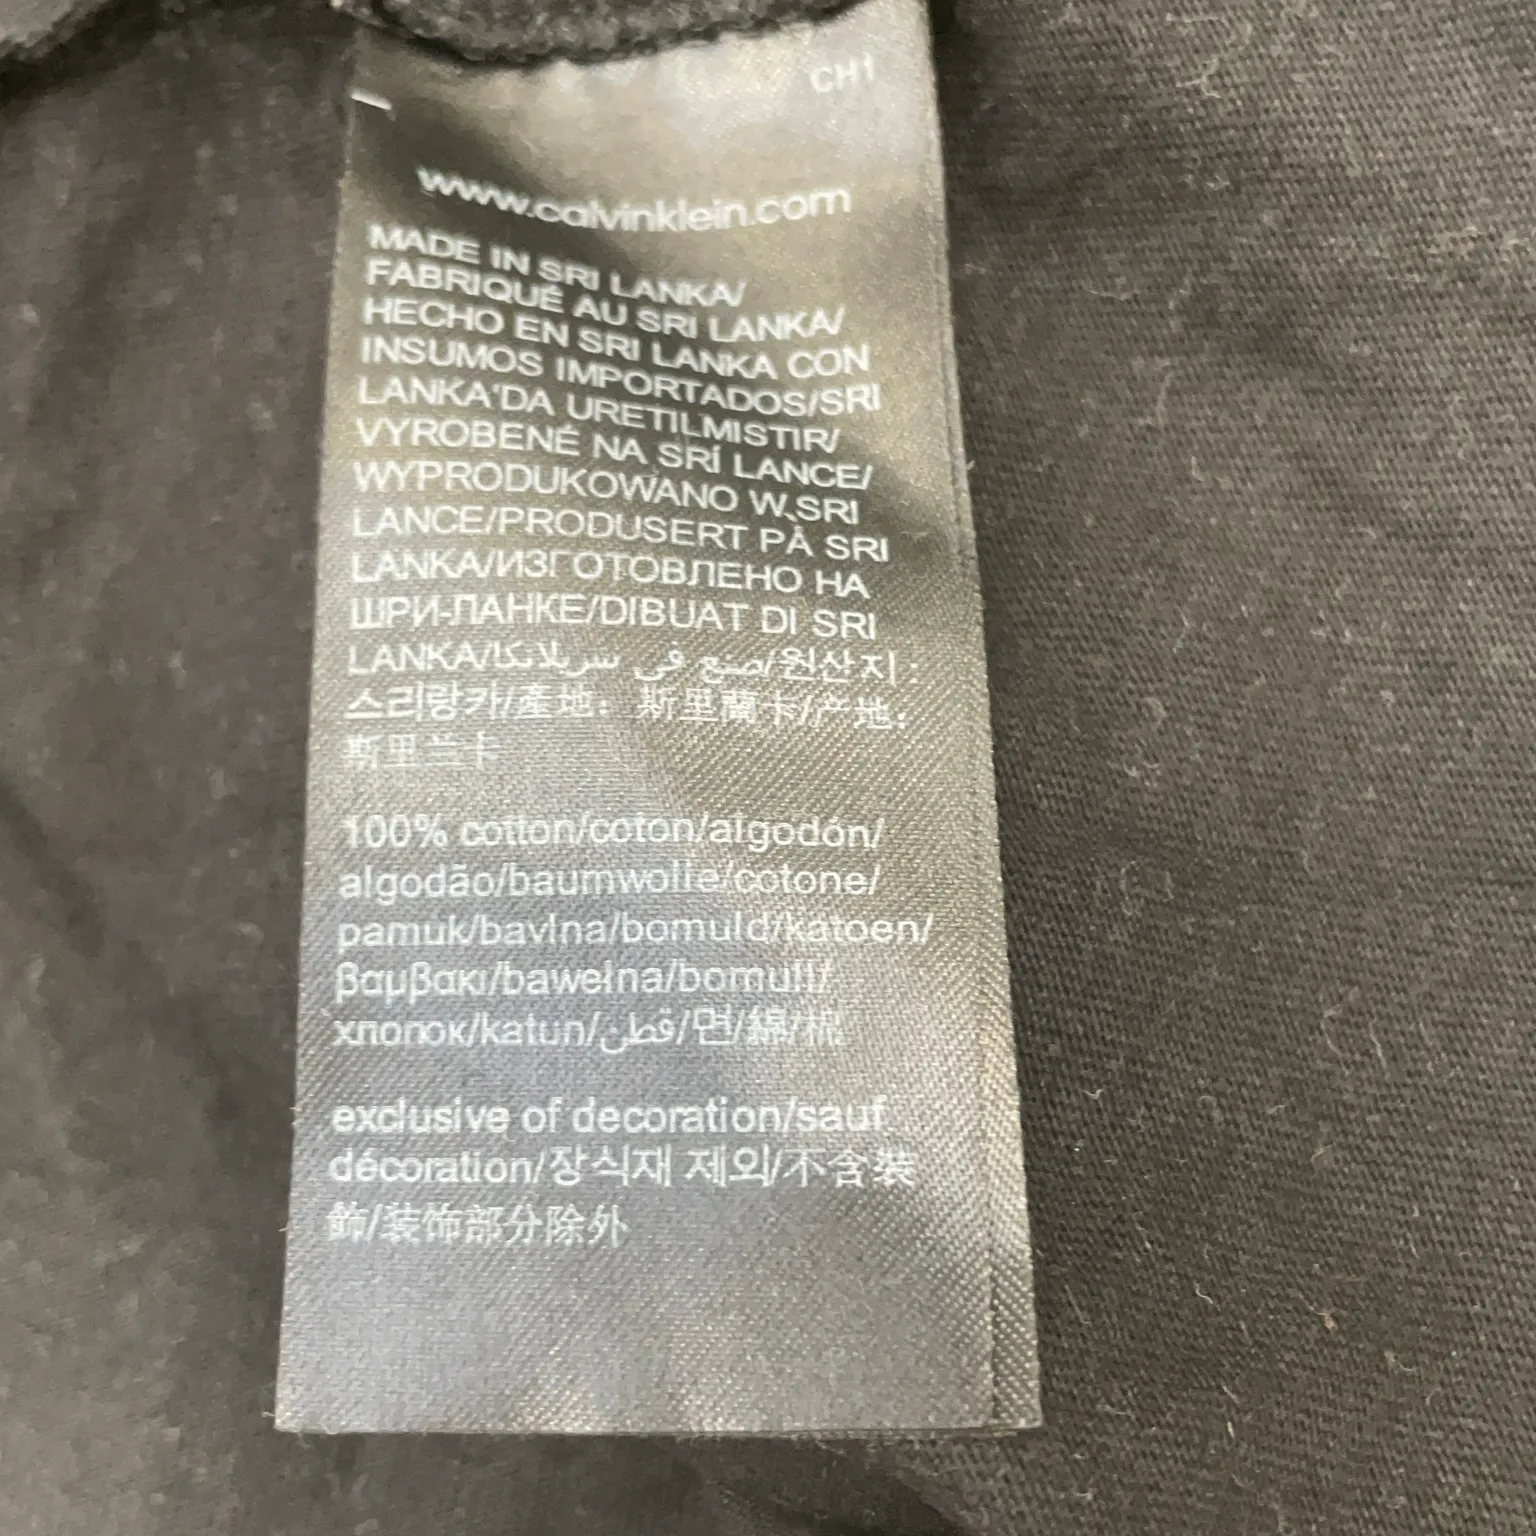 CH1
www.calvinklein.com
MADE IN SRI LANKA/
FABRIQUÉ AU SRI LANKA/
HECHO EN SRI LANKA CON
INSUMOS IMPORTADOS/SRI
LANKA'DA URETILMISTIR/
VYROBENÉ NA SRÍ LANCE/
WYPRODUKOWANO W SRI
LANCE/PRODUSERT PÅ SRI
LANKA/ИЗГОТОВЛЕНО НА
ШРИ-ЛАНКЕ/DIBUAT DI SRI
LANKA/صنع في سريلانكا/원산지 :
스리랑카/產地：斯里蘭卡/产地：
斯里兰卡
100% cotton/coton/algodón/
algodão/baumwolle/cotone/
pamuk/bavlna/bomuld/katoen/
βαμβακι/bawełna/bomull/
хлопок/katun/قطن/면/綿/棉
exclusive of decoration/sauf
décoration/장식재 제외/不含裝
飾/装饰部分除外